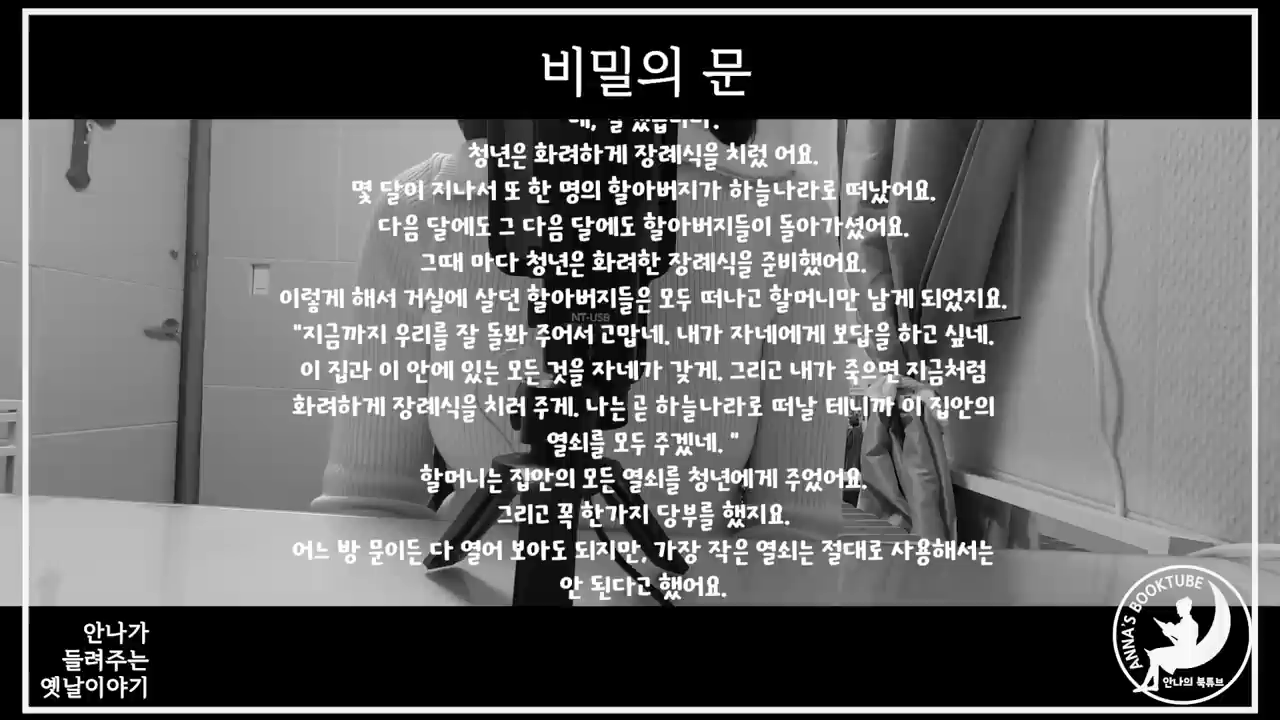 비밀의 문
청년은 화려하게 장례식을 치렀 어요.
몇 달이 지나서 또 한 명의 할아버지가 하늘나라로 떠났어요.
다음 달에도 그 다음 달에도 할아버지들이 돌아가셨어요.
그때 마다 청년은 화려한 장례식을 준비했어요.
이렇게 해서 거실에 살던 할아버지들은 모두 떠나고 할머니만 남게 되었지요.
NT-USB
"지금까지 우리를 잘 돌봐 주어서 고맙네. 내가 자네에게 보답을 하고 싶네.
이 집과 이 안에 있는 모든 것을 자네가 갖게. 그리고 내가 죽으면 지금처럼
화려하게 장례식을 치러 주게. 나는 곧 하늘나라로 떠날 테니까 이 집안의
열쇠를 모두 주겠네. "
할머니는 집안의 모든 열쇠를 청년에게 주었어요.
그리고 꼭 한가지 당부를 했지요.
어느 방 문이든 다 열어 보아도 되지만, 가장 작은 열쇠는 절대로 사용해서는
안 된다고 했어요.
안나가
들려주는
옛날이야기
ANNA'S BOOKTUBE
안나의 북튜브